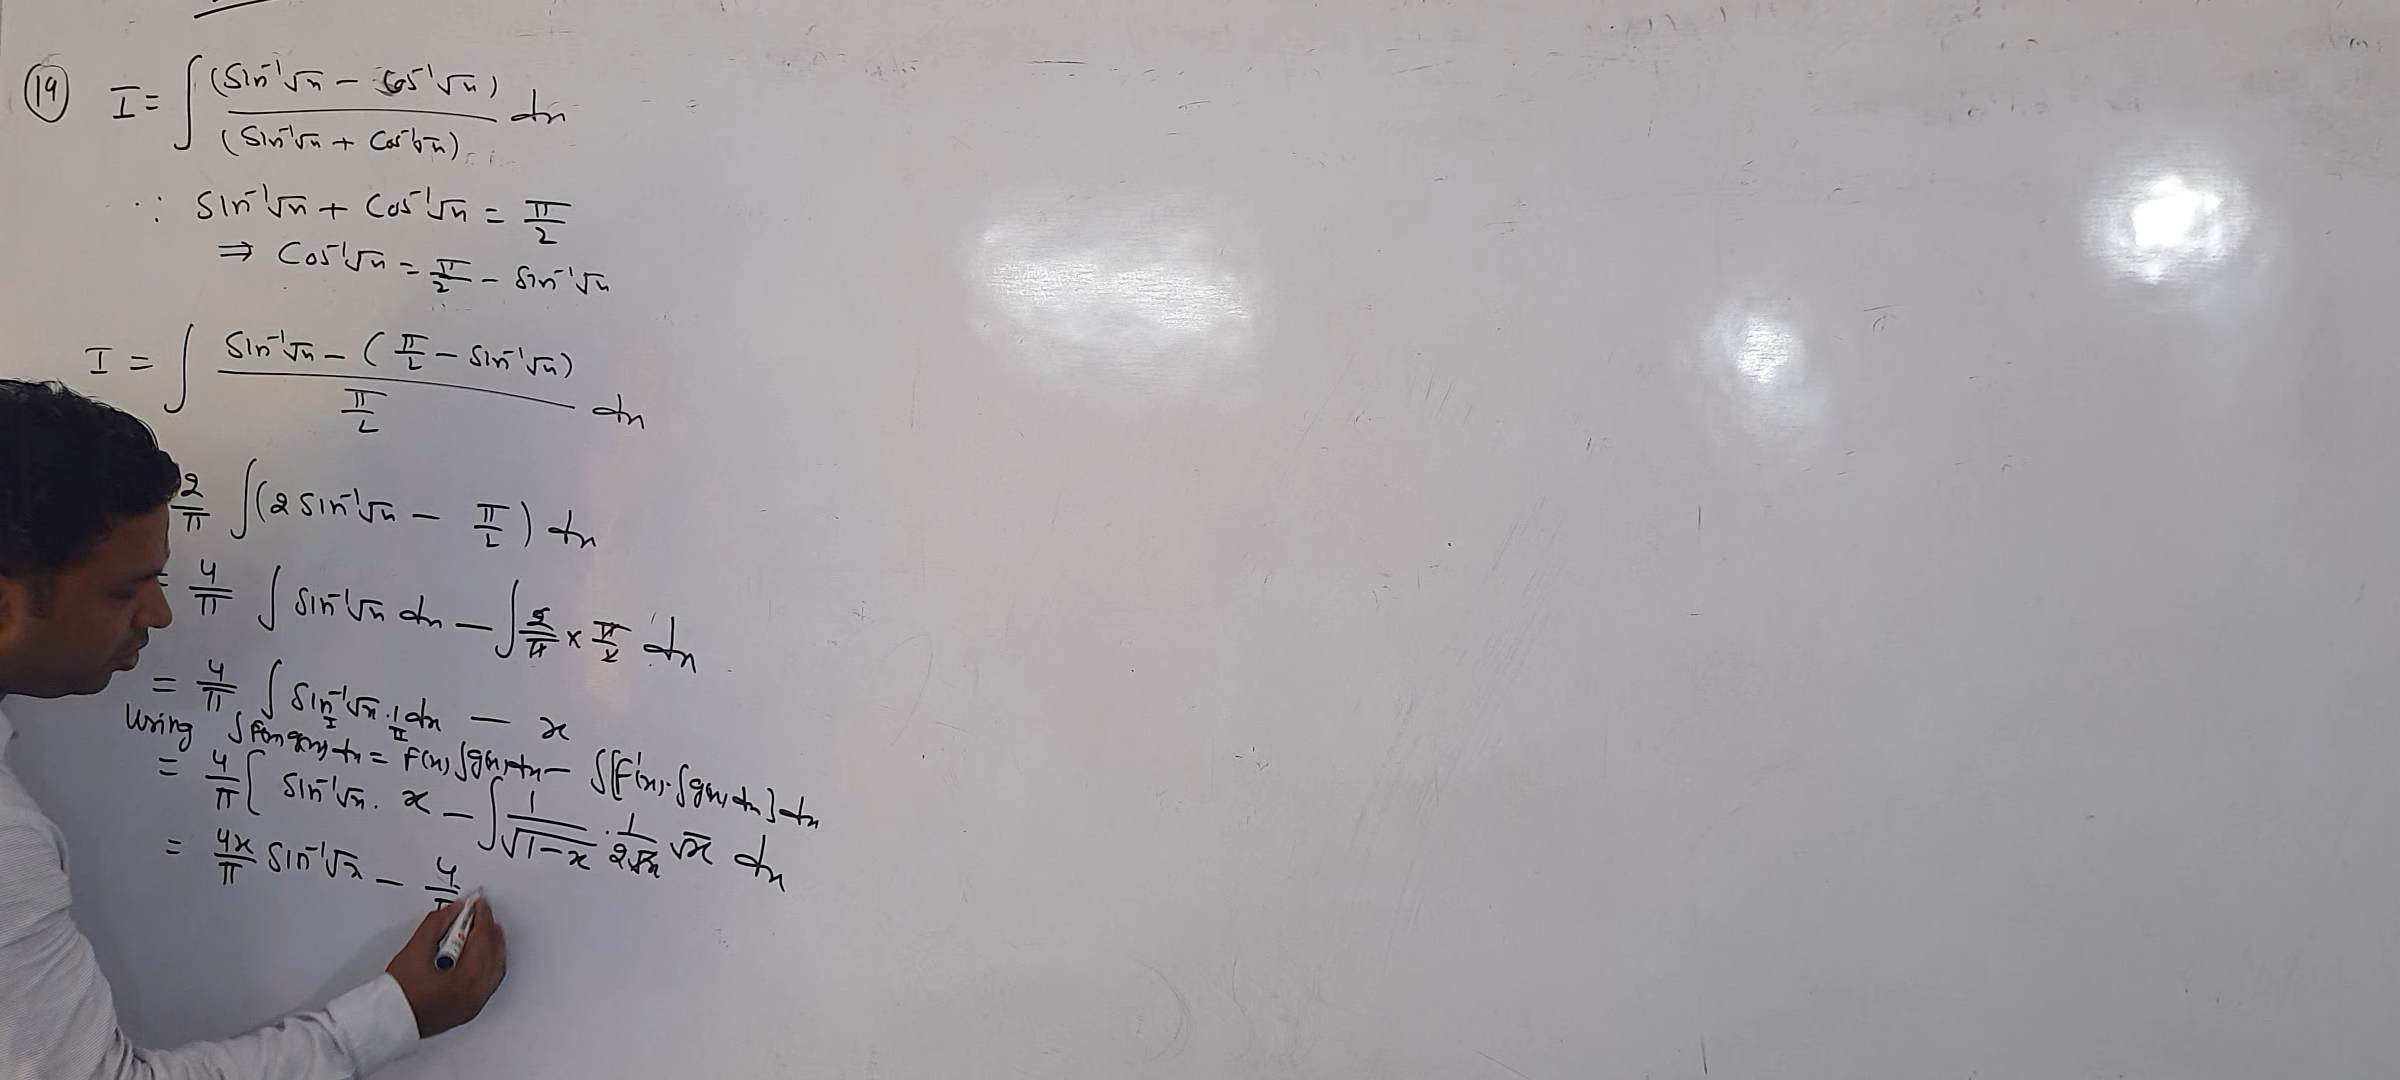 19 I = ∫ (Sin⁻¹√x − Cos⁻¹√x) / (Sin⁻¹√x + Cos⁻¹√x) dx
∵ Sin⁻¹√x + Cos⁻¹√x = π/2
⇒ Cos⁻¹√x = π/2 − Sin⁻¹√x
I = ∫ Sin⁻¹√x − (π/2 − Sin⁻¹√x) / π/2 dx
2/π ∫(2 Sin⁻¹√x − π/2) dx
= 4/π ∫ Sin⁻¹√x dx − ∫ 2/π × π/2 dx
= 4/π ∫ Sin⁻¹√x · 1 dx − x
I II
Using ∫ F(x) g(x) dx = F(x) ∫g(x) dx − ∫[F'(x) · ∫g(x) dx] dx
= 4/π [ Sin⁻¹√x · x − ∫ 1/√1−x · 1/2√x √x dx
= 4x/π Sin⁻¹√x − 4/